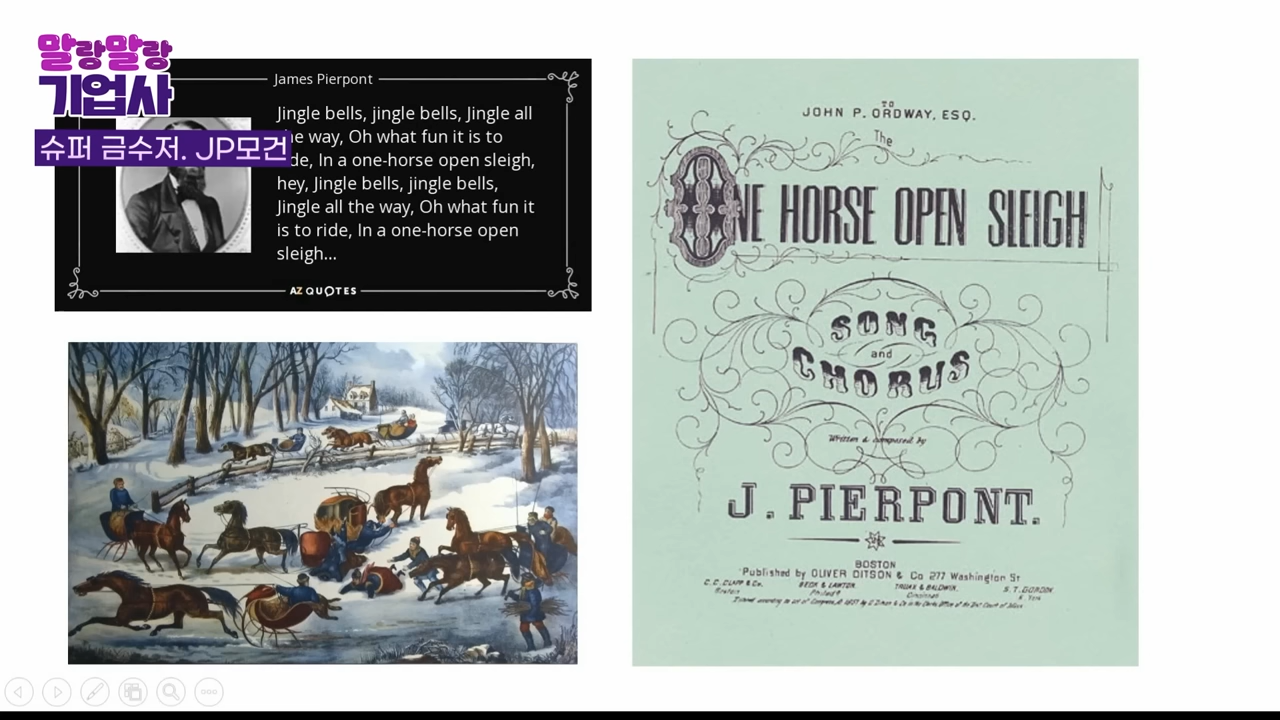 말랑말랑
기업사
슈퍼 금수저. JP모건
James Pierpont
Jingle bells, jingle bells, Jingle all
the way, Oh what fun it is to
ride, In a one-horse open sleigh,
hey, Jingle bells, jingle bells,
Jingle all the way, Oh what fun it
is to ride, In a one-horse open
sleigh...
AZ QUOTES
TO
JOHN P. ORDWAY, ESQ.
The
ONE HORSE OPEN SLEIGH
SONG
and
CHORUS
Written & composed by
J. PIERPONT.
BOSTON
Published by OLIVER DITSON & Co 277 Washington St
C. C. CLAPP & Co. BECK & LAWTON. TRUAX & BALDWIN. S. T. GORDON
Boston Philadᵃ Cincinnati N. York